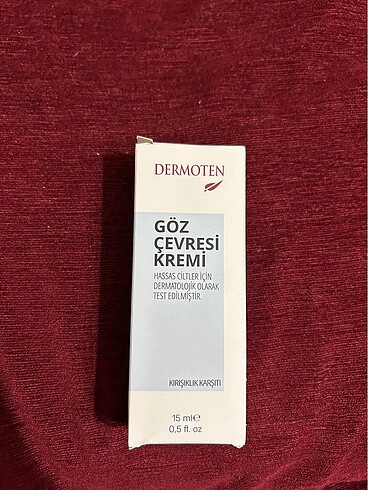 DERMOTEN
GÖZ
ÇEVRESİ
KREMİ
HASSAS CİLTLER İÇİN
DERMATOLOJİK OLARAK
TEST EDİLMİŞTİR.
KIRIŞIKLIK KARŞITI
15 ml℮
0,5 fl. oz